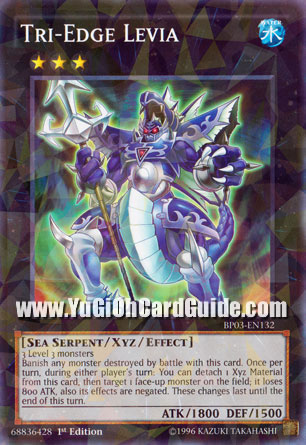 TRI-EDGE LEVIA
WATER
水
www.YuGiOhCardGuide.com
BP03-EN132
[SEA SERPENT/XYZ/EFFECT]
3 Level 3 monsters
Banish any monster destroyed by battle with this card. Once per
turn, during either player's turn: You can detach 1 Xyz Material
from this card, then target 1 face-up monster on the field; it loses
800 ATK, also its effects are negated. These changes last until the
end of this turn.
ATK/1800 DEF/1500
68836428 1st Edition ©1996 KAZUKI TAKAHASHI